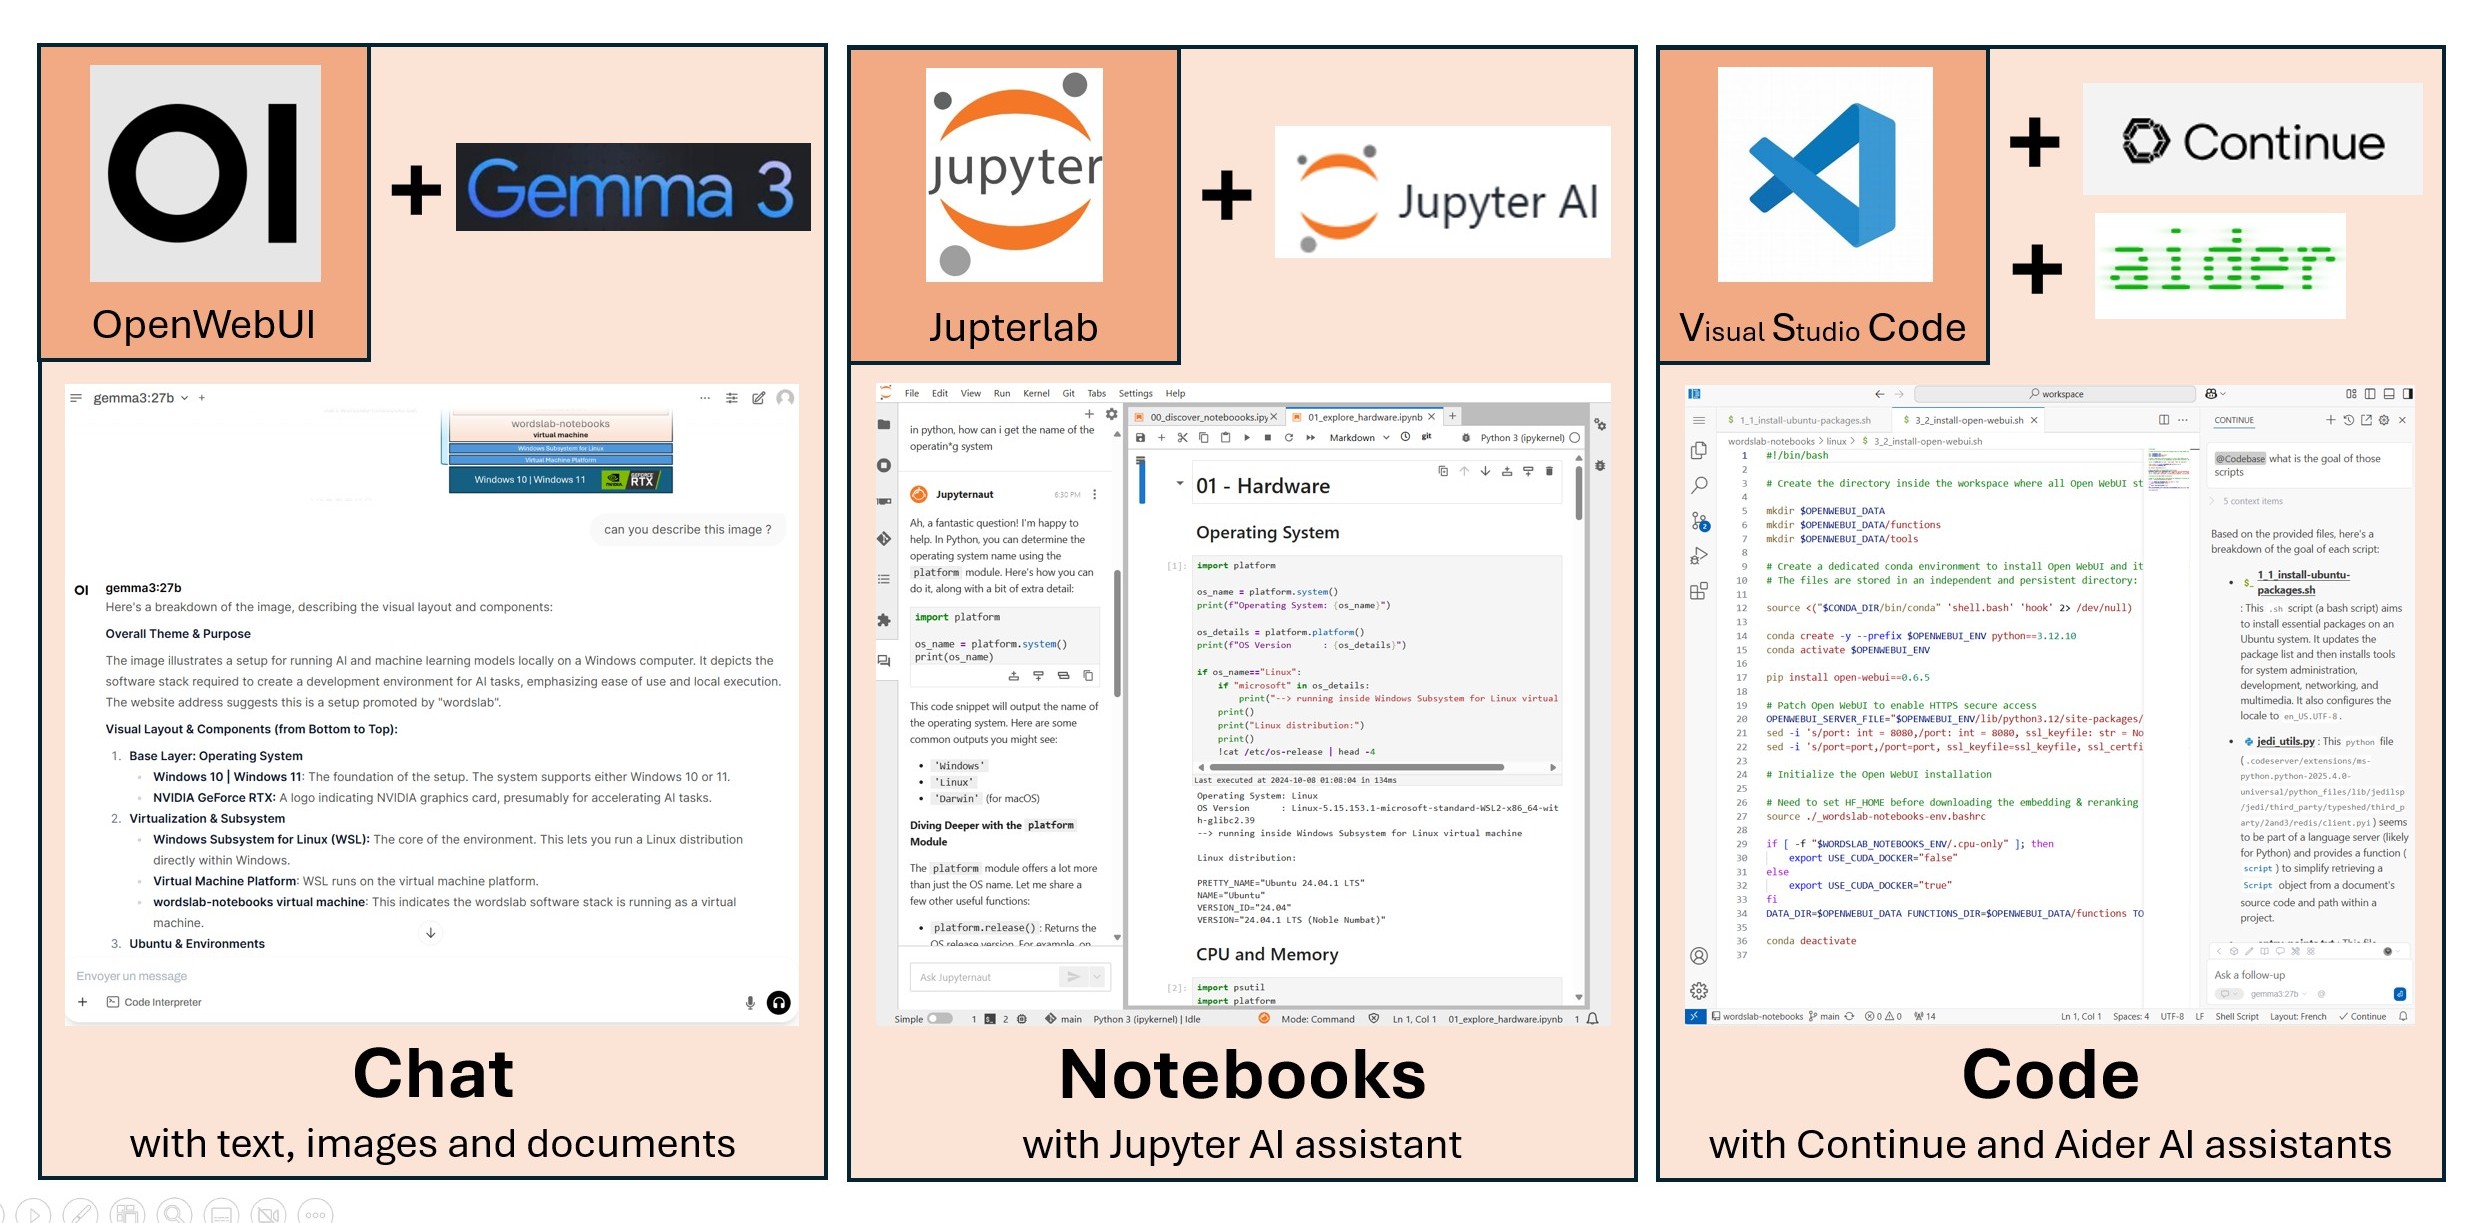 OI
OpenWebUI
+
Gemma 3
gemma3:27b
wordslab-notebooks
virtual machine
Windows Subsystem for Linux
Virtual Machine Platform
Windows 10 | Windows 11
NVIDIA
GEFORCE
RTX
can you describe this image ?
OI
gemma3:27b
Here's a breakdown of the image, describing the visual layout and components:
Overall Theme & Purpose
The image illustrates a setup for running AI and machine learning models locally on a Windows computer. It depicts the
software stack required to create a development environment for AI tasks, emphasizing ease of use and local execution.
The website address suggests this is a setup promoted by "wordslab".
Visual Layout & Components (from Bottom to Top):
1. Base Layer: Operating System
Windows 10 | Windows 11: The foundation of the setup. The system supports either Windows 10 or 11.
NVIDIA GeForce RTX: A logo indicating NVIDIA graphics card, presumably for accelerating AI tasks.
2. Virtualization & Subsystem
Windows Subsystem for Linux (WSL): The core of the environment. This lets you run a Linux distribution
directly within Windows.
Virtual Machine Platform: WSL runs on the virtual machine platform.
wordslab-notebooks virtual machine: This indicates the wordslab software stack is running as a virtual
machine.
3. Ubuntu & Environments
Envoyer un message
+ Code Interpreter
Chat
with text, images and documents
jupyter
Jupterlab
+
Jupyter AI
File Edit View Run Kernel Git Tabs Settings Help
in python, how can i get the name of the
operatin*g system
Jupyternaut 6:30 PM
Ah, a fantastic question! I'm happy to
help. In Python, you can determine the
operating system name using the
platform module. Here's how you can
do it, along with a bit of extra detail:
import platform
os_name = platform.system()
print(os_name)
This code snippet will output the name of
the operating system. Here are some
common outputs you might see:
• 'Windows'
• 'Linux'
• 'Darwin' (for macOS)
Diving Deeper with the platform
Module
The platform module offers a lot more
than just the OS name. Let me share a
few other useful functions:
• platform.release() : Returns the
OS release version. For example, on
Ask Jupyternaut
00_discover_noteboooks.ipy 01_explore_hardware.ipynb
Markdown git Python 3 (ipykernel)
01 - Hardware
Operating System
[1]: import platform
os_name = platform.system()
print(f"Operating System: {os_name}")
os_details = platform.platform()
print(f"OS Version : {os_details}")
if os_name=="Linux":
if "microsoft" in os_details:
print("--> running inside Windows Subsystem for Linux virtual
print()
print("Linux distribution:")
print()
!cat /etc/os-release | head -4
Last executed at 2024-10-08 01:08:04 in 134ms
Operating System: Linux
OS Version : Linux-5.15.153.1-microsoft-standard-WSL2-x86_64-wit
h-glibc2.39
--> running inside Windows Subsystem for Linux virtual machine
Linux distribution:
PRETTY_NAME="Ubuntu 24.04.1 LTS"
NAME="Ubuntu"
VERSION_ID="24.04"
VERSION="24.04.1 LTS (Noble Numbat)"
CPU and Memory
[2]: import psutil
import platform
Simple 1 2 main Python 3 (ipykernel) | Idle Mode: Command Ln 1, Col 1 01_explore_hardware.ipynb 1
Notebooks
with Jupyter AI assistant
Visual Studio Code
+
Continue
+
aider
workspace
$ 1_1_install-ubuntu-packages.sh $ 3_2_install-open-webui.sh
wordslab-notebooks > linux > $ 3_2_install-open-webui.sh
1 #!/bin/bash
2
3 # Create the directory inside the workspace where all Open WebUI st
4
5 mkdir $OPENWEBUI_DATA
6 mkdir $OPENWEBUI_DATA/functions
7 mkdir $OPENWEBUI_DATA/tools
8
9 # Create a dedicated conda environment to install Open WebUI and it
10 # The files are stored in an independent and persistent directory:
11
12 source <("$CONDA_DIR/bin/conda" 'shell.bash' 'hook' 2> /dev/null)
13
14 conda create -y --prefix $OPENWEBUI_ENV python==3.12.10
15 conda activate $OPENWEBUI_ENV
16
17 pip install open-webui==0.6.5
18
19 # Patch Open WebUI to enable HTTPS secure access
20 OPENWEBUI_SERVER_FILE="$OPENWEBUI_ENV/lib/python3.12/site-packages/
21 sed -i 's/port: int = 8080,/port: int = 8080, ssl_keyfile: str = No
22 sed -i 's/port=port,/port=port, ssl_keyfile=ssl_keyfile, ssl_certfi
23
24 # Initialize the Open WebUI installation
25
26 # Need to set HF_HOME before downloading the embedding & reranking
27 source ./_wordslab-notebooks-env.bashrc
28
29 if [ -f "$WORDSLAB_NOTEBOOKS_ENV/.cpu-only" ]; then
30 export USE_CUDA_DOCKER="false"
31 else
32 export USE_CUDA_DOCKER="true"
33 fi
34 DATA_DIR=$OPENWEBUI_DATA FUNCTIONS_DIR=$OPENWEBUI_DATA/functions TO
35
36 conda deactivate
37
CONTINUE
@Codebase what is the goal of those
scripts
5 context items
Based on the provided files, here's a
breakdown of the goal of each script:
• $_ 1_1_install-ubuntu-
packages.sh
: This .sh script (a bash script) aims
to install essential packages on an
Ubuntu system. It updates the
package list and then installs tools
for system administration,
development, networking, and
multimedia. It also configures the
locale to en_US.UTF-8.
• jedi_utils.py : This python file
(.codeserver/extensions/ms-
python.python-2025.4.0-
universal/python_files/lib/jedilsp
/jedi/third_party/typeshed/third_p
arty/2and3/redis/client.pyi) seems
to be part of a language server (likely
for Python) and provides a function (
script ) to simplify retrieving a
Script object from a document's
source code and path within a
project.
Ask a follow-up
gemma3:27b @
wordslab-notebooks main 0 0 14 Ln 1, Col 1 Spaces: 4 UTF-8 LF Shell Script Layout: French Continue
Code
with Continue and Aider AI assistants